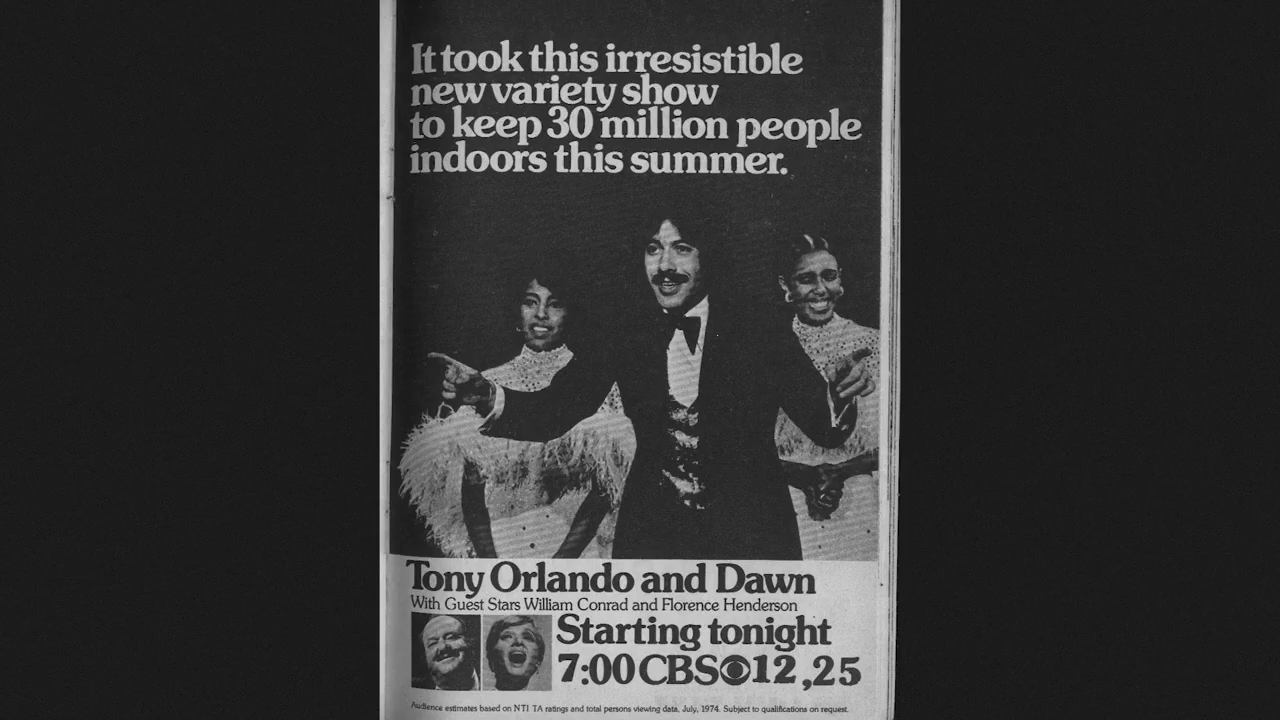 It took this irresistible
new variety show
to keep 30 million people
indoors this summer.
Tony Orlando and Dawn
With Guest Stars William Conrad and Florence Henderson
Starting tonight
7:00 CBS 12, 25
Audience estimates based on NTI TA ratings and total persons viewing data, July, 1974. Subject to qualifications on request.